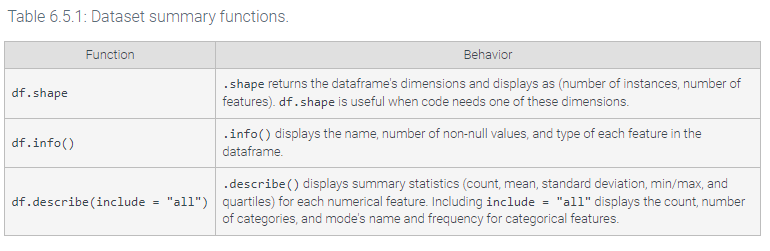 Table 6.5.1: Dataset summary functions.
Function
Behavior
df.shape
.shape returns the dataframe's dimensions and displays as (number of instances, number of
features). df.shape is useful when code needs one of these dimensions.
df.info()
.info() displays the name, number of non-null values, and type of each feature in the
dataframe.
df.describe(include = "all")
.describe() displays summary statistics (count, mean, standard deviation, min/max, and
quartiles) for each numerical feature. Including include = "all" displays the count, number
of categories, and mode's name and frequency for categorical features.